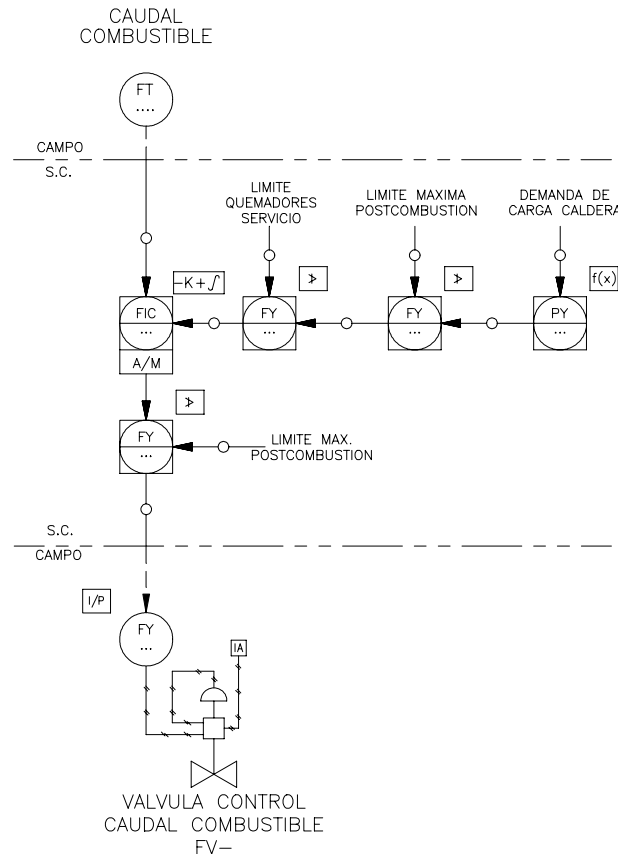 CAUDAL
COMBUSTIBLE
FT
....
CAMPO
S.C.
LIMITE
QUEMADORES
SERVICIO
LIMITE MAXIMA
POSTCOMBUSTION
DEMANDA DE
CARGA CALDERA
-K+∫
≯
≯
f(x)
FIC
...
FY
...
FY
...
PY
...
A/M
≯
FY
...
LIMITE MAX.
POSTCOMBUSTION
S.C.
CAMPO
I/P
FY
...
IA
VALVULA CONTROL
CAUDAL COMBUSTIBLE
FV-